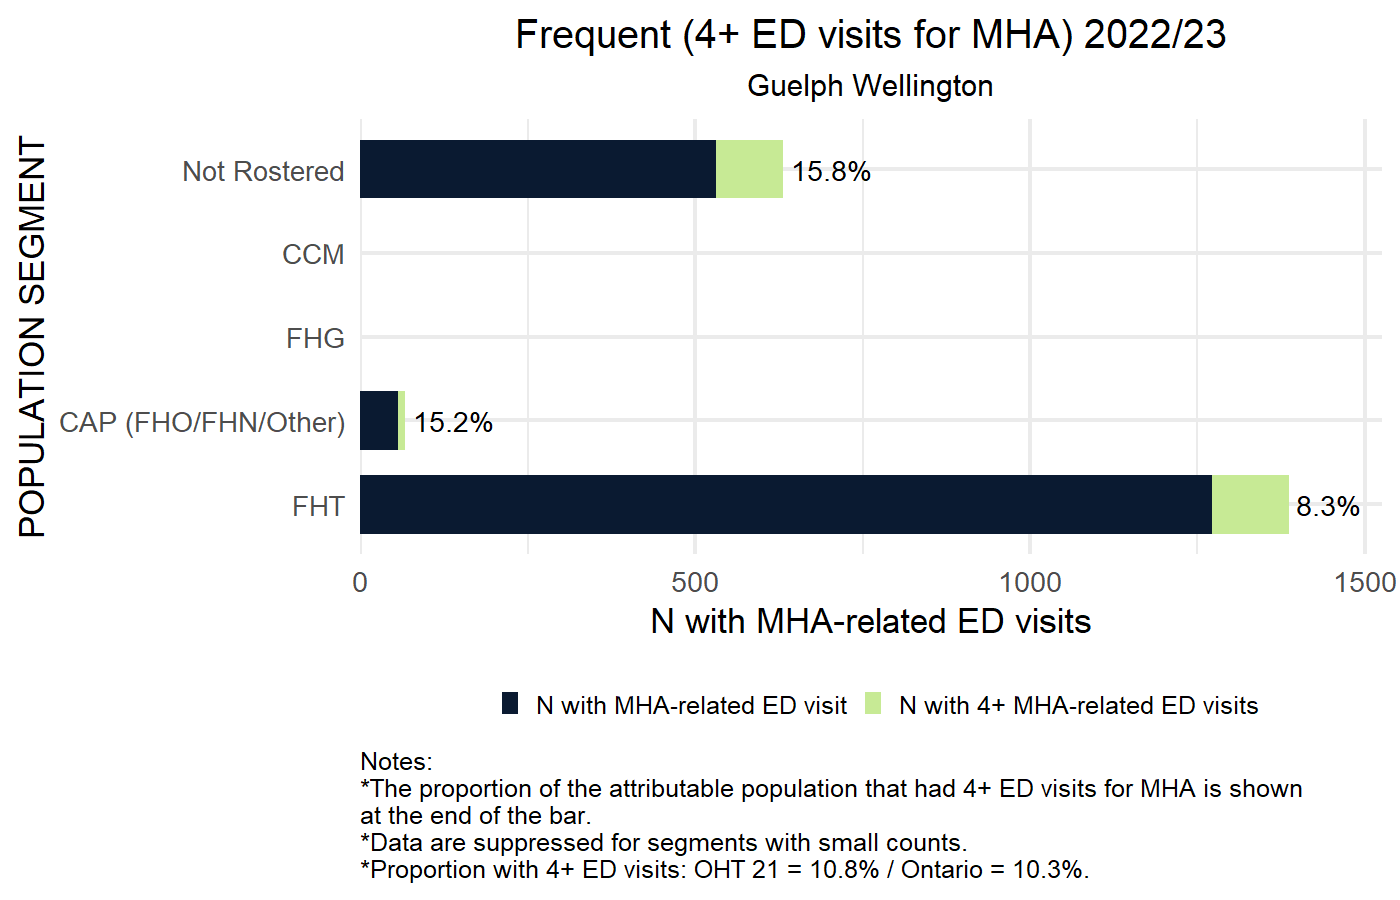 Frequent (4+ ED visits for MHA) 2022/23
Guelph Wellington
POPULATION SEGMENT
Not Rostered
15.8%
CCM
FHG
CAP (FHO/FHN/Other)
15.2%
FHT
8.3%
0
500
1000
1500
N with MHA-related ED visits
N with MHA-related ED visit
N with 4+ MHA-related ED visits
Notes:
*The proportion of the attributable population that had 4+ ED visits for MHA is shown
at the end of the bar.
*Data are suppressed for segments with small counts.
*Proportion with 4+ ED visits: OHT 21 = 10.8% / Ontario = 10.3%.